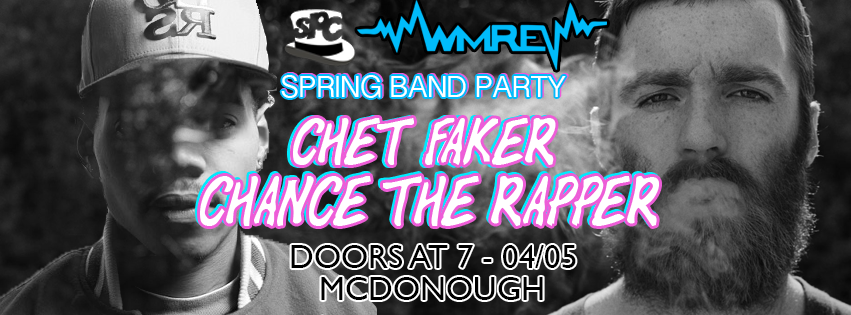 SPC WMRE
SPRING BAND PARTY
CHET FAKER
CHANCE THE RAPPER
DOORS AT 7 - 04/05
MCDONOUGH